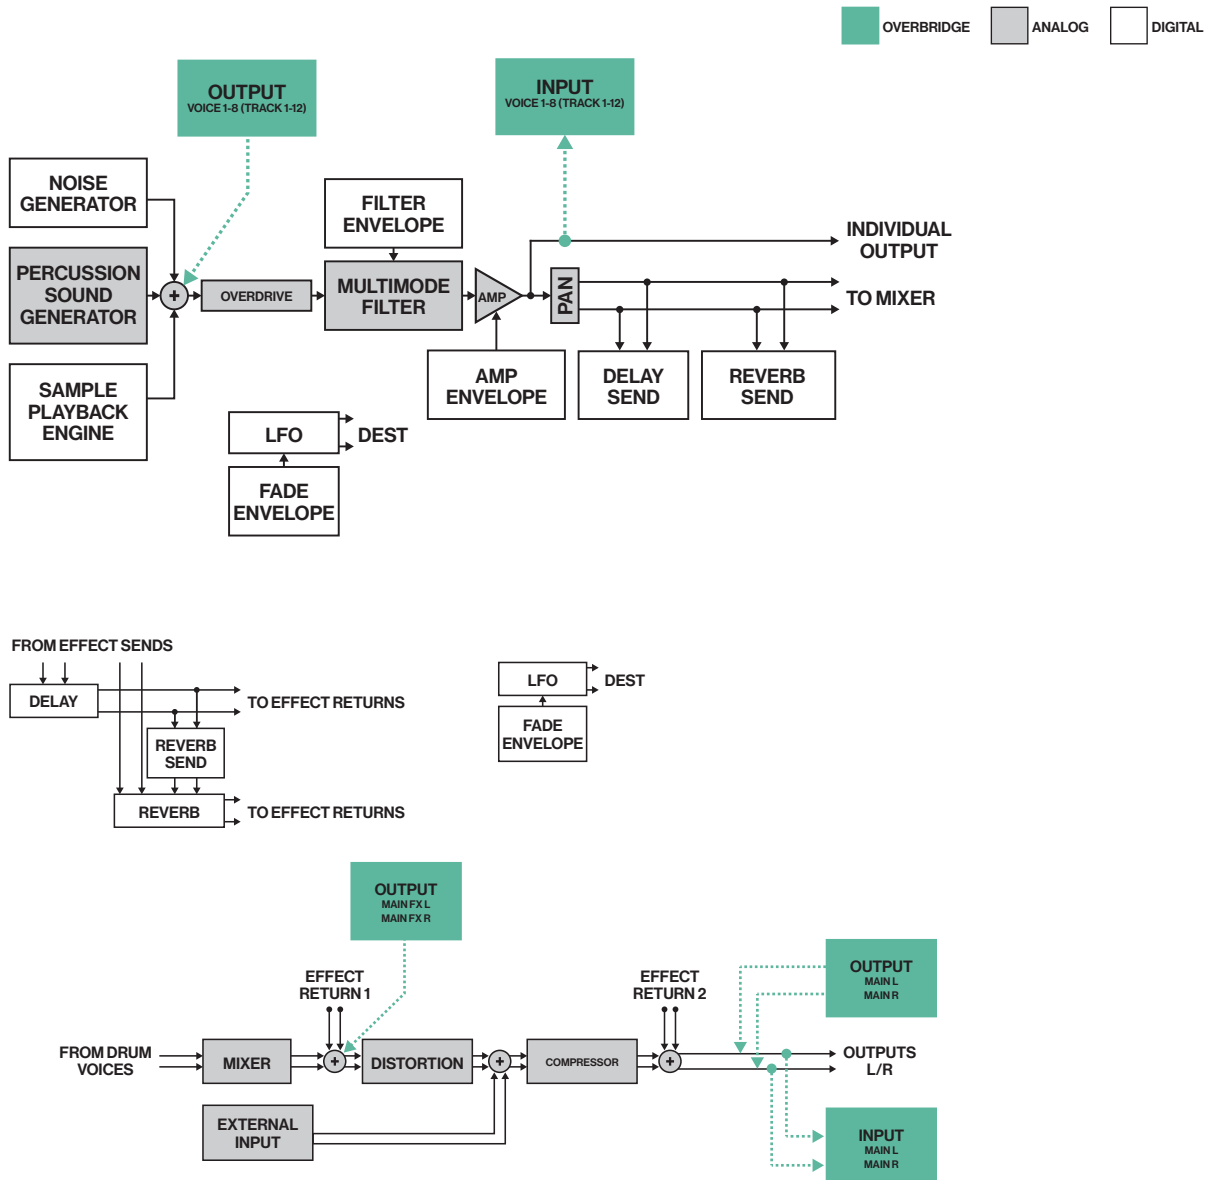 OVERBRIDGE
ANALOG
DIGITAL
OUTPUT
VOICE 1-8 (TRACK 1-12)
INPUT
VOICE 1-8 (TRACK 1-12)
NOISE
GENERATOR
FILTER
ENVELOPE
INDIVIDUAL
OUTPUT
PERCUSSION
SOUND
GENERATOR
+
OVERDRIVE
MULTIMODE
FILTER
AMP
PAN
TO MIXER
SAMPLE
PLAYBACK
ENGINE
AMP
ENVELOPE
DELAY
SEND
REVERB
SEND
LFO
DEST
FADE
ENVELOPE
FROM EFFECT SENDS
DELAY
TO EFFECT RETURNS
REVERB
SEND
REVERB
TO EFFECT RETURNS
LFO
DEST
FADE
ENVELOPE
OUTPUT
MAIN FX L
MAIN FX R
EFFECT
RETURN 1
EFFECT
RETURN 2
OUTPUT
MAIN L
MAIN R
FROM DRUM
VOICES
MIXER
+
DISTORTION
+
COMPRESSOR
+
OUTPUTS
L/R
EXTERNAL
INPUT
INPUT
MAIN L
MAIN R